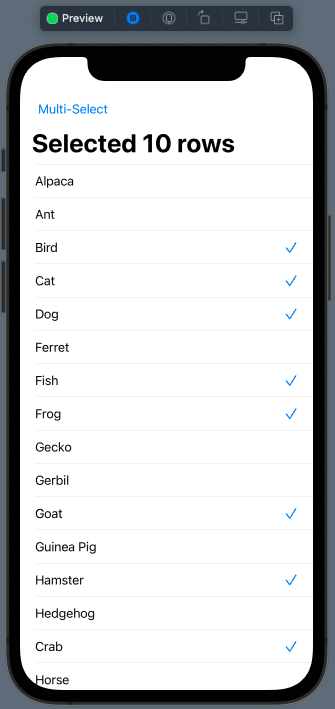 Preview
Multi-Select
Selected 10 rows
Alpaca
Ant
Bird
Cat
Dog
Ferret
Fish
Frog
Gecko
Gerbil
Goat
Guinea Pig
Hamster
Hedgehog
Crab
Horse